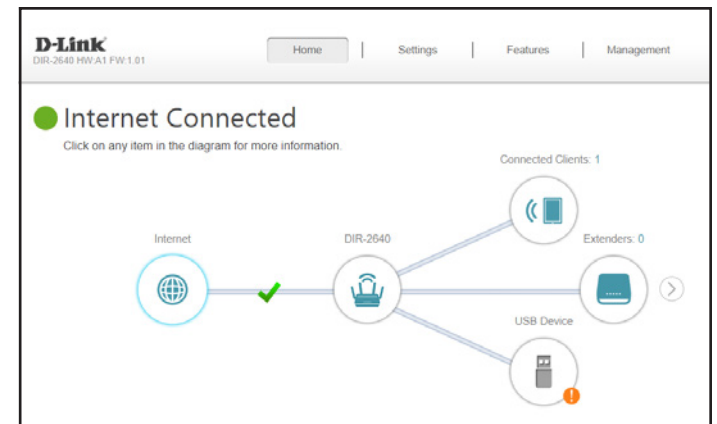 D-Link
DIR-2640 HW:A1 FW:1.01
Home | Settings | Features | Management
Internet Connected
Click on any item in the diagram for more information.
Connected Clients: 1
Internet
DIR-2640
Extenders: 0
USB Device